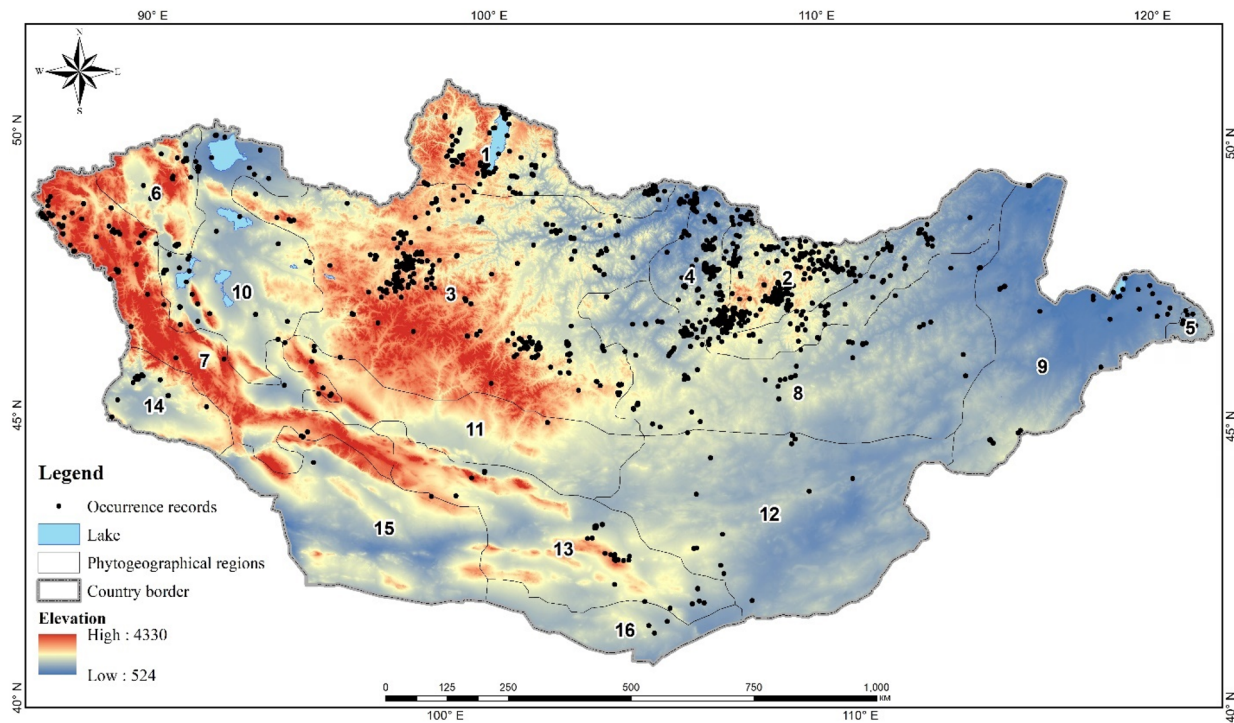 90° E 100° E 110° E 120° E
N
W E
S
50° N 50° N
1
6
2
4
10
3
5
7
9
8
14
45° N 45° N
11
Legend
Occurrence records
12
Lake
15
13
Phytogeographical regions
Country border
Elevation
16
High : 4330
Low : 524
0 125 250 500 750 1,000
KM
40° N 40° N
100° E 110° E